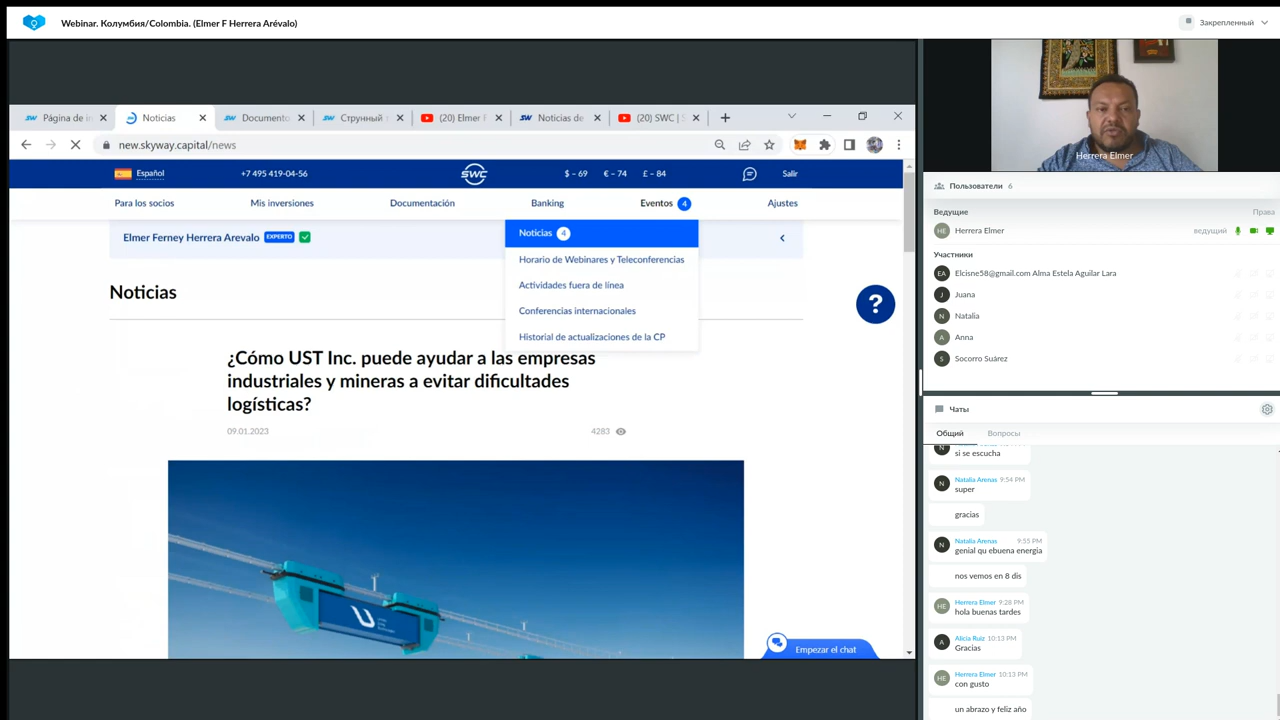 Webinar. Колумбия/Colombia. (Elmer F Herrera Arévalo)
Закрепленный
Página de in
Noticias
Documento
Струнный г
(20) Elmer F
Noticias de
(20) SWC | S
new.skyway.capital/news
Español
+7 495 419-04-56
SWC
$ – 69
€ – 74
£ – 84
Salir
Para los socios
Mis inversiones
Documentación
Banking
Eventos 4
Ajustes
Elmer Ferney Herrera Arevalo EXPERTO
Noticias 4
Horario de Webinares y Teleconferencias
Actividades fuera de línea
Conferencias internacionales
Historial de actualizaciones de la CP
Noticias
?
¿Cómo UST Inc. puede ayudar a las empresas
industriales y mineras a evitar dificultades
logísticas?
09.01.2023
4283
Empezar el chat
Herrera Elmer
Пользователи 6
Ведущие
Права
HE Herrera Elmer ведущий
Участники
EA Elcisne58@gmail.com Alma Estela Aguilar Lara
J Juana
N Natalia
A Anna
S Socorro Suárez
Чаты
Общий
Вопросы
N
si se escucha
N Natalia Arenas 9:54 PM
super
gracias
N Natalia Arenas 9:55 PM
genial qu ebuena energia
nos vemos en 8 dis
HE Herrera Elmer 9:28 PM
hola buenas tardes
A Alicia Ruiz 10:13 PM
Gracias
HE Herrera Elmer 10:13 PM
con gusto
un abrazo y feliz año